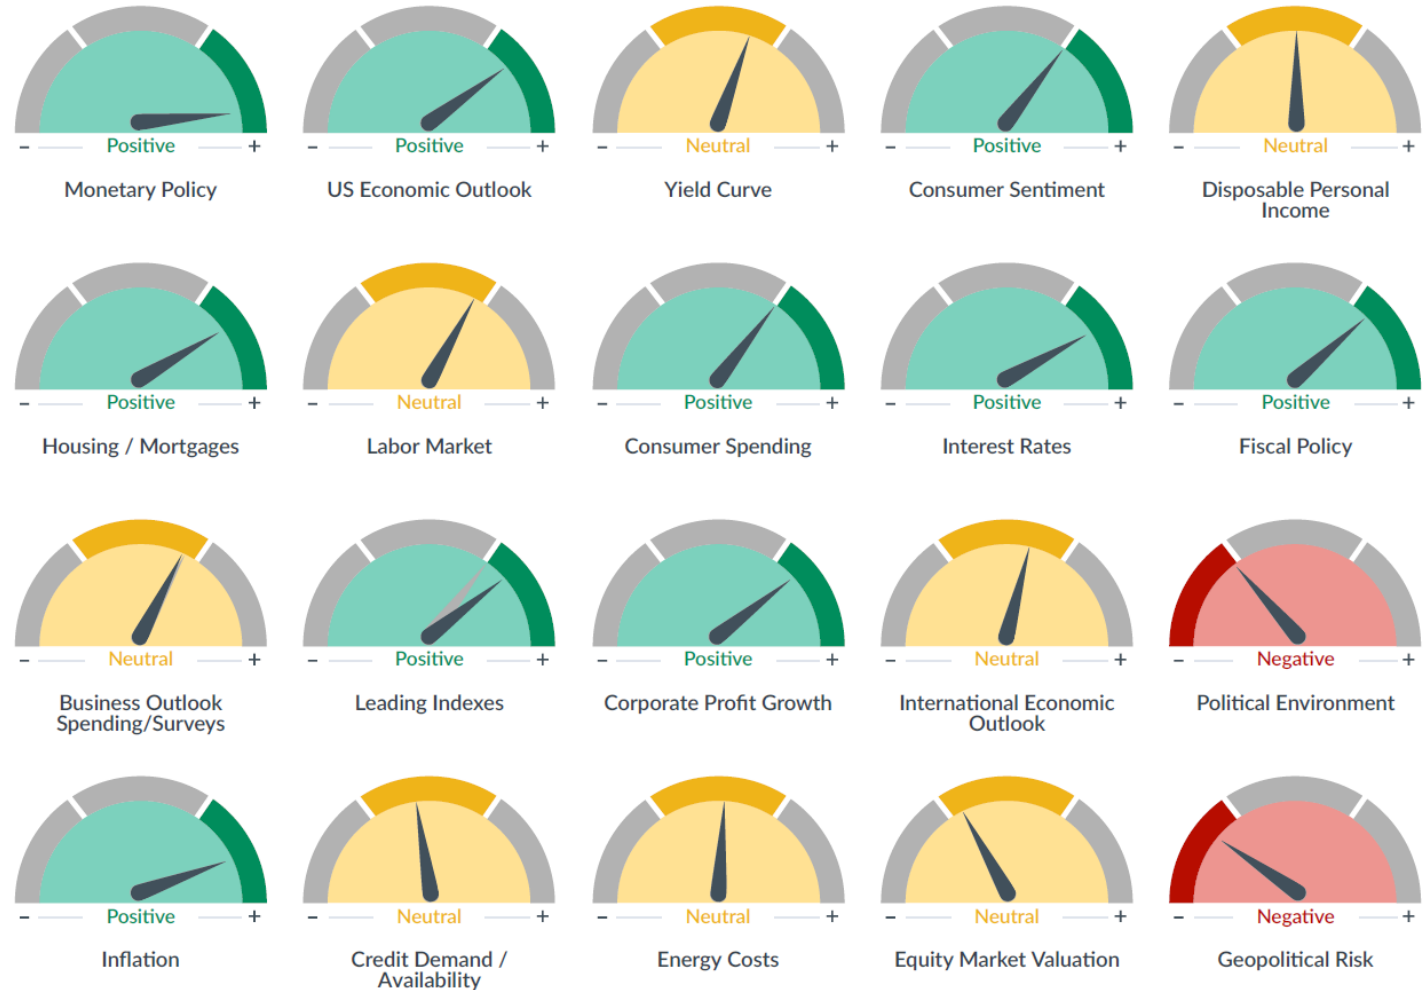 - Positive +
- Positive +
- Neutral +
- Positive +
- Neutral +
Monetary Policy
US Economic Outlook
Yield Curve
Consumer Sentiment
Disposable Personal
Income
- Positive +
- Neutral +
- Positive +
- Positive +
- Positive +
Housing / Mortgages
Labor Market
Consumer Spending
Interest Rates
Fiscal Policy
- Neutral +
- Positive +
- Positive +
- Neutral +
- Negative +
Business Outlook
Spending/Surveys
Leading Indexes
Corporate Profit Growth
International Economic
Outlook
Political Environment
- Positive +
- Neutral +
- Neutral +
- Neutral +
- Negative +
Inflation
Credit Demand /
Availability
Energy Costs
Equity Market Valuation
Geopolitical Risk